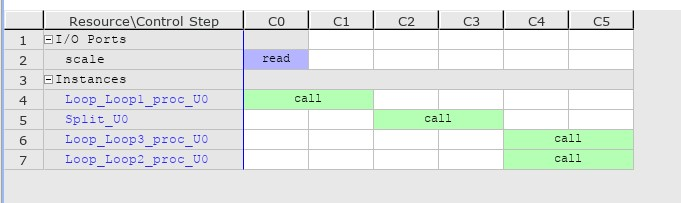 Resource\Control Step C0 C1 C2 C3 C4 C5
1 I/O Ports
2 scale read
3 Instances
4 Loop_Loop1_proc_U0 call
5 Split_U0 call
6 Loop_Loop3_proc_U0 call
7 Loop_Loop2_proc_U0 call